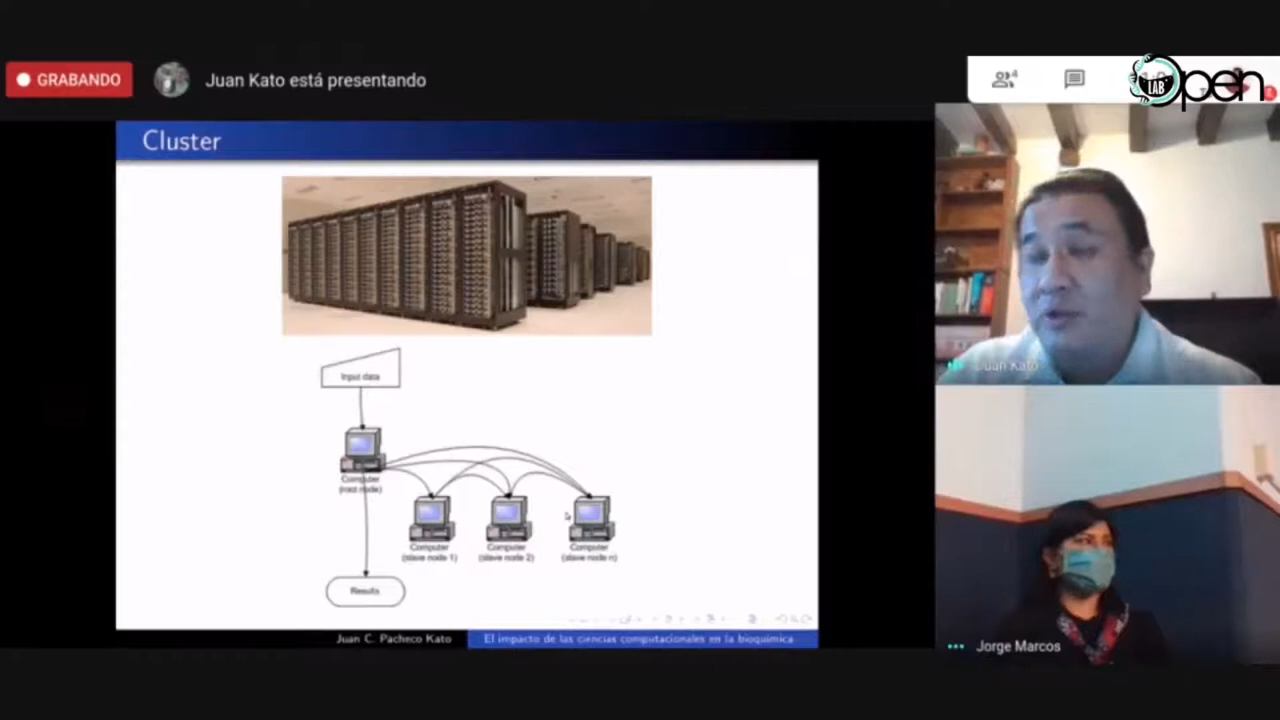 GRABANDO
Juan Kato está presentando
4
LAB
Open
Cluster
Input data
Computer
(root node)
Computer
(slave node 1)
Computer
(slave node 2)
Computer
(slave node n)
Results
Juan C. Pacheco Kato
El impacto de las ciencias computacionales en la bioquímica
Juan Kato
Jorge Marcos